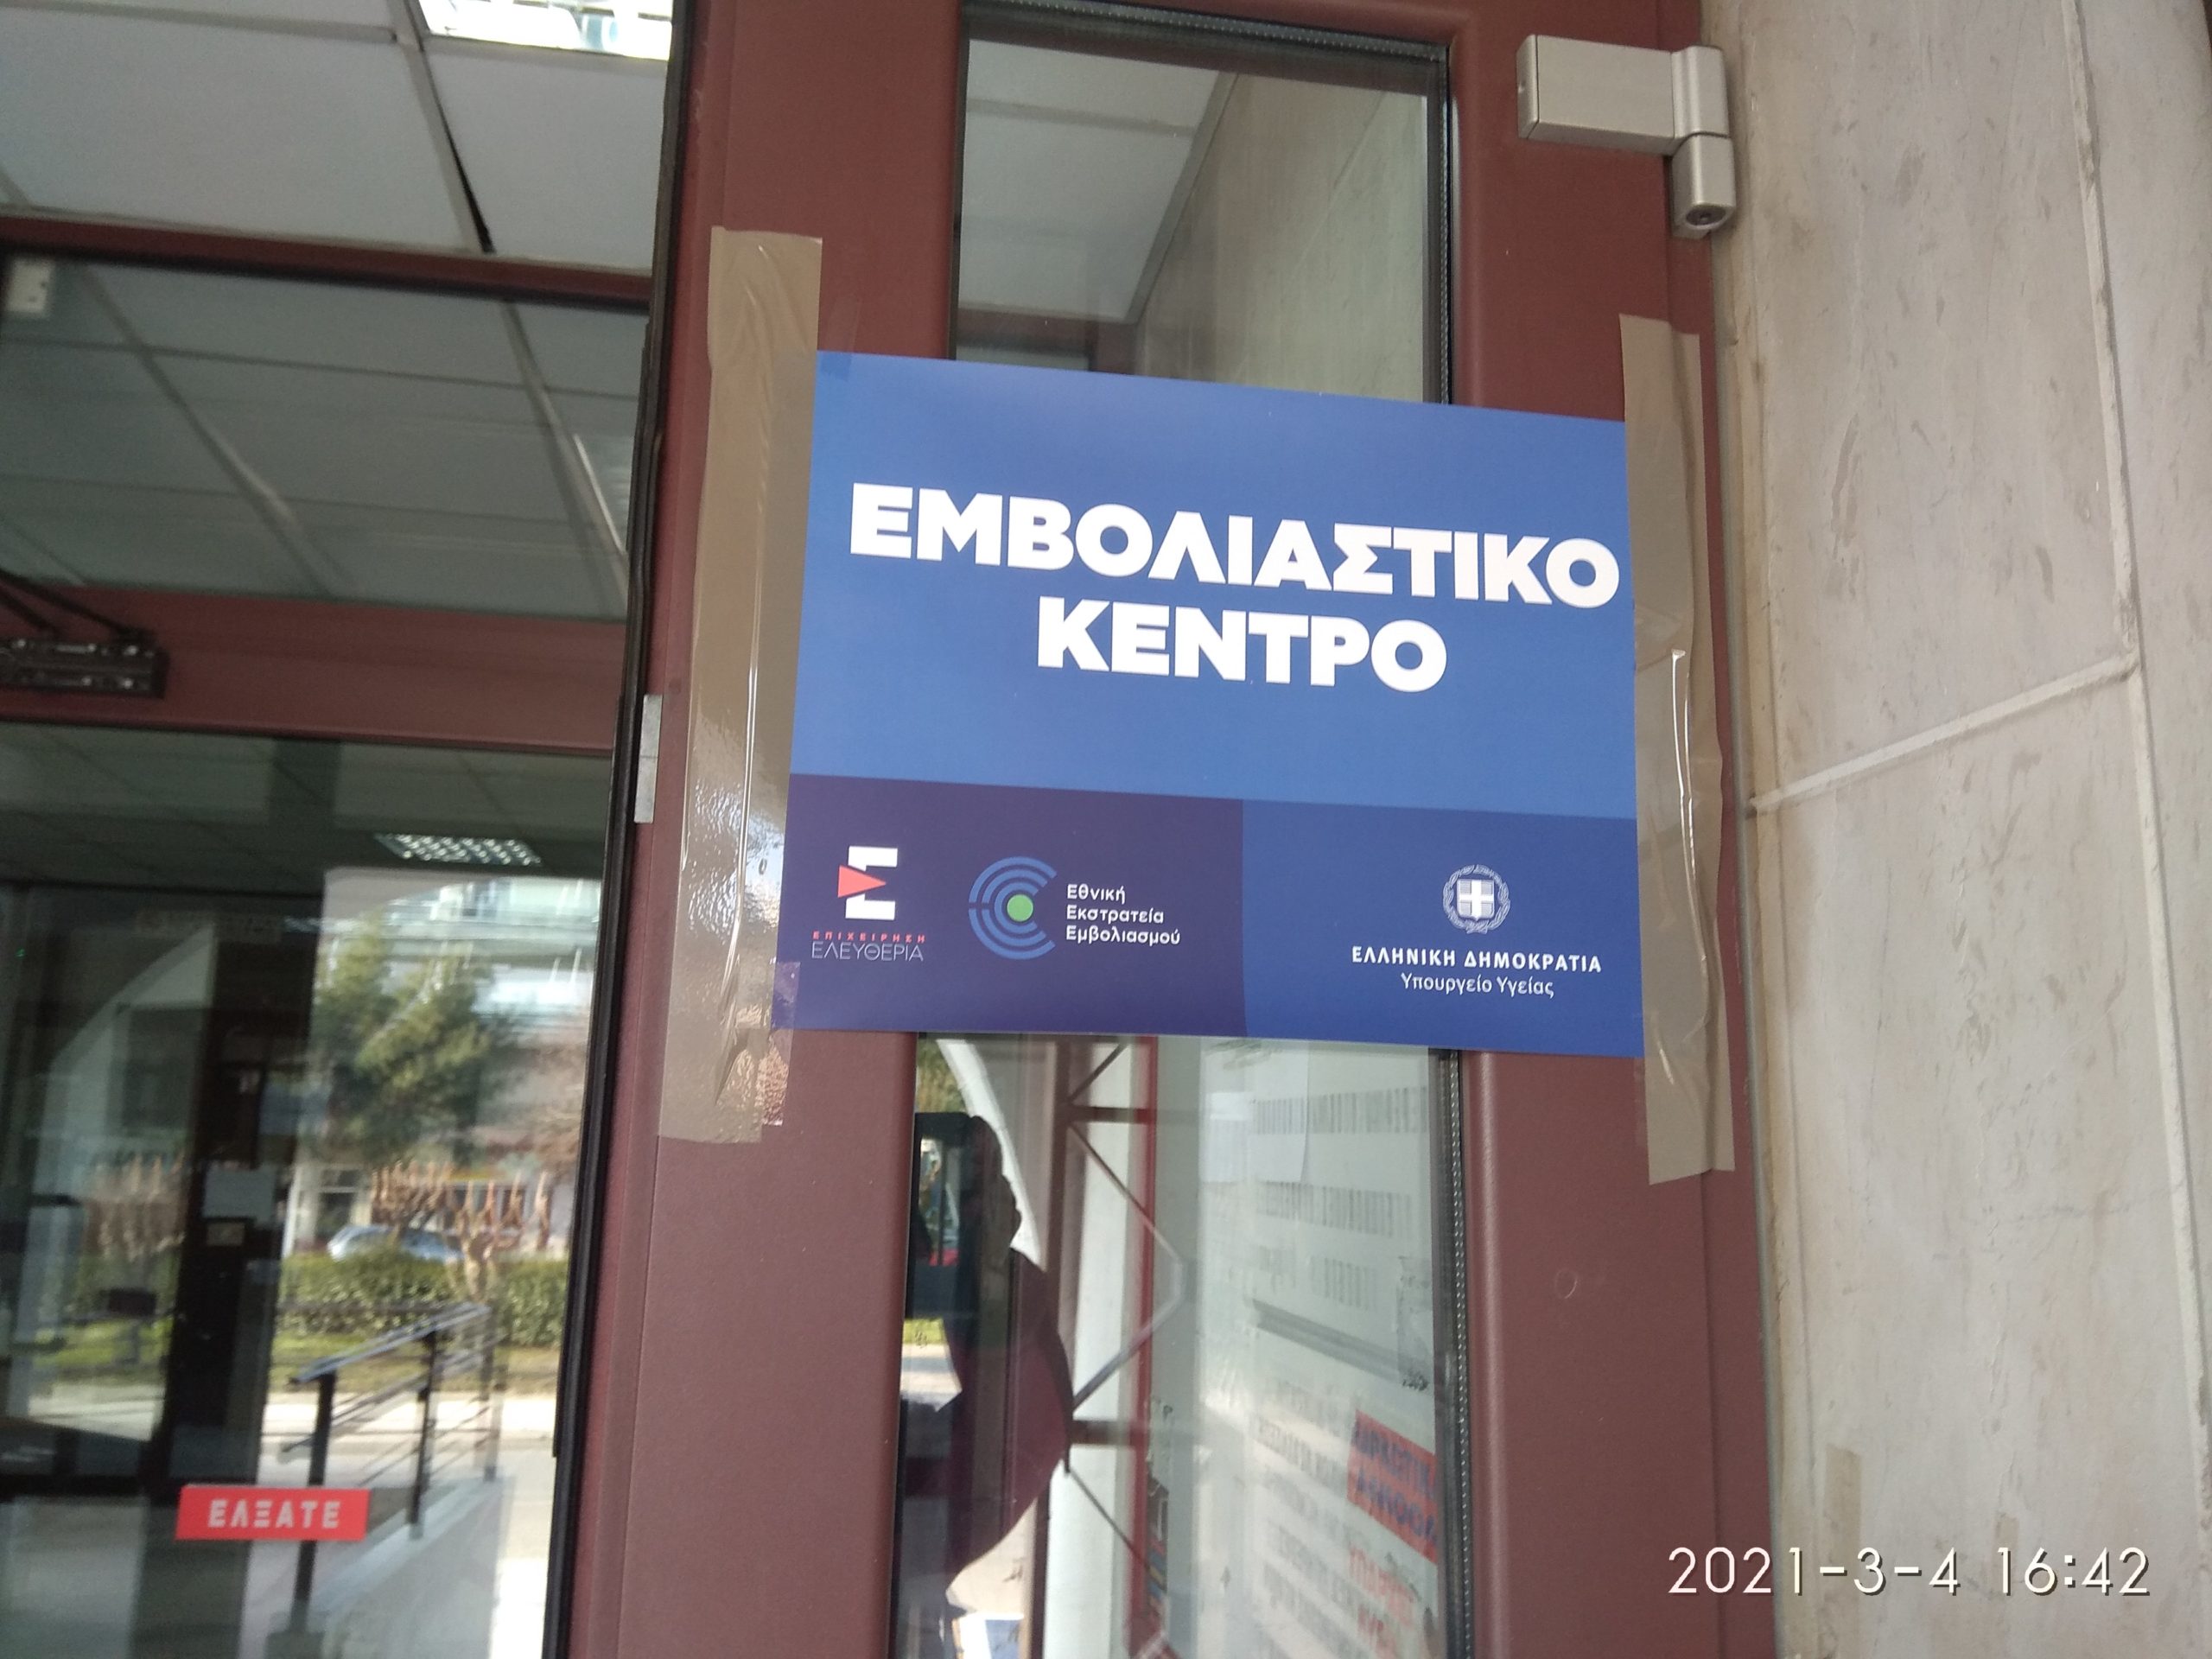 ΕΜΒΟΛΙΑΣΤΙΚΟ
ΚΕΝΤΡΟ
ΕΠΙΧΕΙΡΗΣΗ
ΕΛΕΥΘΕΡΙΑ
Εθνική
Εκστρατεία
Εμβολιασμού
ΕΛΛΗΝΙΚΗ ΔΗΜΟΚΡΑΤΙΑ
Υπουργείο Υγείας
ΕΛΞΑΤΕ
2021-3-4 16:42